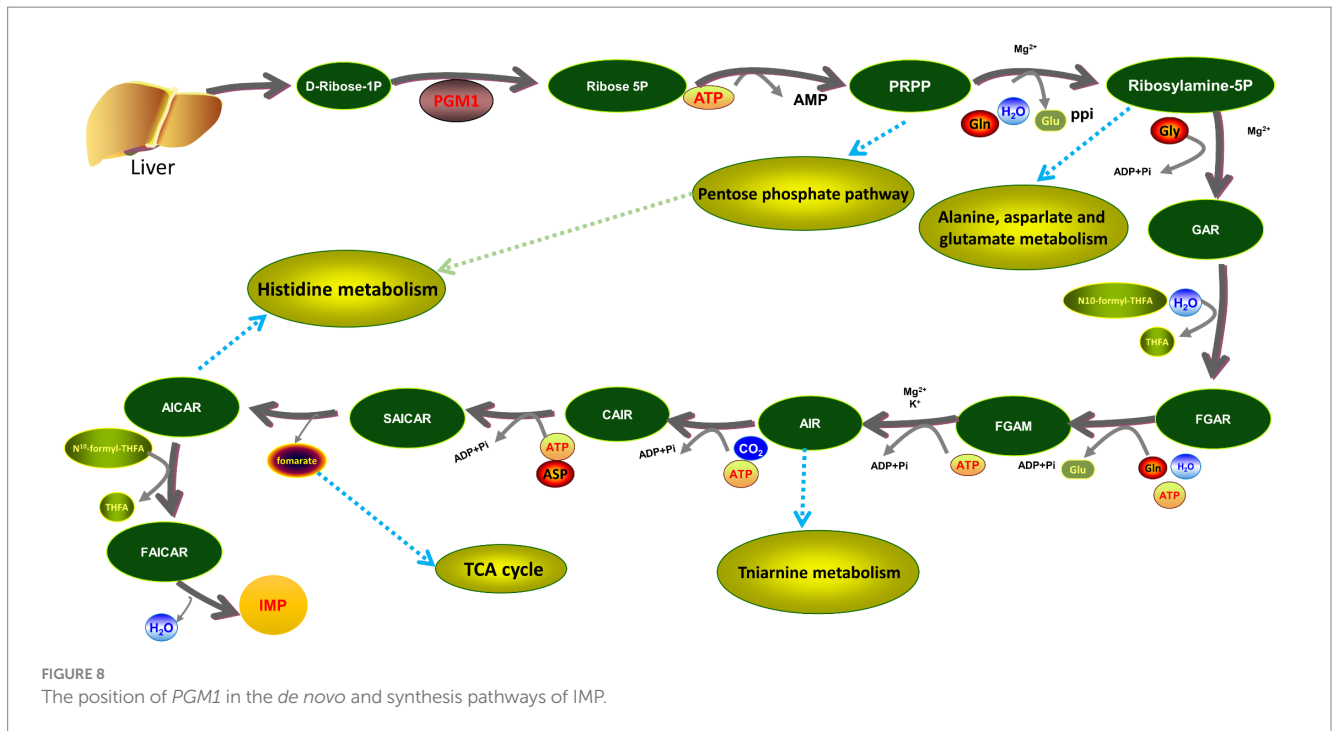 Liver
D-Ribose-1P
PGM1
Ribose 5P
ATP
AMP
PRPP
Mg²⁺
Gln
H₂O
Glu
ppi
Ribosylamine-5P
Gly
Mg²⁺
ADP+Pi
Pentose phosphate pathway
Alanine, asparlate and
glutamate metabolism
GAR
Histidine metabolism
N10-formyl-THFA
H₂O
THFA
FGAR
Gln
H₂O
ATP
Glu
ADP+Pi
FGAM
Mg²⁺
K⁺
ATP
ADP+Pi
AIR
CO₂
ATP
ADP+Pi
CAIR
ATP
ASP
ADP+Pi
SAICAR
fomarate
AICAR
N¹⁰-formyl-THFA
THFA
FAICAR
H₂O
IMP
TCA cycle
Tniarnine metabolism
FIGURE 8
The position of PGM1 in the de novo and synthesis pathways of IMP.